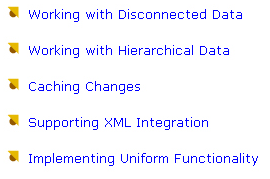 Working with Disconnected Data
Working with Hierarchical Data
Caching Changes
Supporting XML Integration
Implementing Uniform Functionality